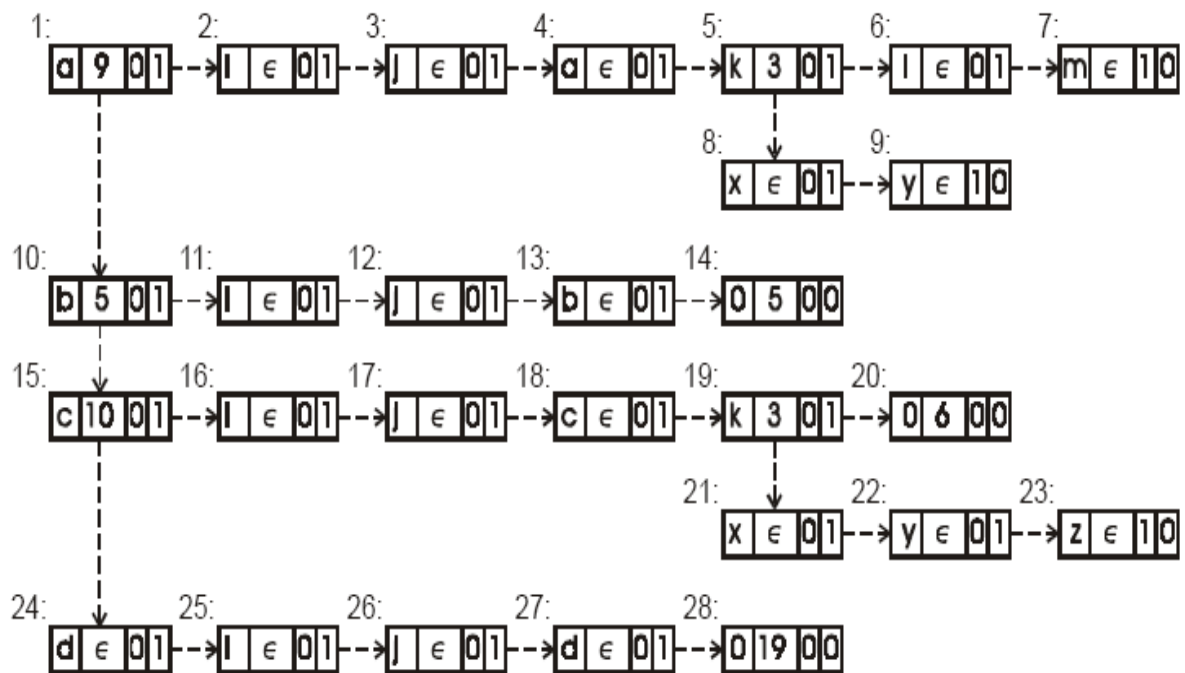 1: 2: 3: 4: 5: 6: 7:
a 9 0 1 i ϵ 0 1 j ϵ 0 1 a ϵ 0 1 k 3 0 1 l ϵ 0 1 m ϵ 1 0
8: 9:
x ϵ 0 1 y ϵ 1 0
10: 11: 12: 13: 14:
b 5 0 1 i ϵ 0 1 j ϵ 0 1 b ϵ 0 1 0 5 0 0
15: 16: 17: 18: 19: 20:
c 10 0 1 i ϵ 0 1 j ϵ 0 1 c ϵ 0 1 k 3 0 1 0 6 0 0
21: 22: 23:
x ϵ 0 1 y ϵ 0 1 z ϵ 1 0
24: 25: 26: 27: 28:
d ϵ 0 1 i ϵ 0 1 j ϵ 0 1 d ϵ 0 1 0 19 0 0